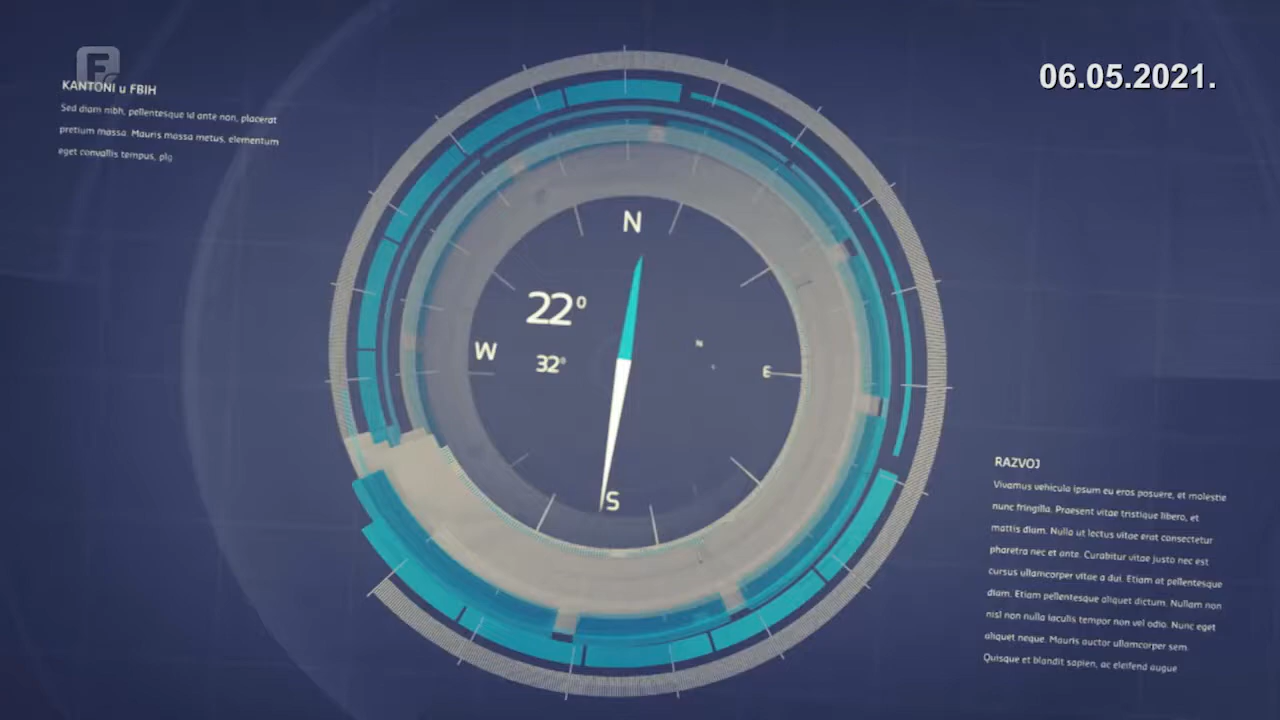 F
06.05.2021.
KANTONI u FBIH
Sed diam nibh, pellentesque id ante non, placerat
pretium massa. Mauris massa metus, elementum
eget convallis tempus, plg
N
22°
W
32°
N
E
S
RAZVOJ
Vivamus vehicula ipsum eu eros posuere, et molestie
nunc fringilla. Praesent vitae tristique libero, et
mattis diam. Nulla ut lectus vitae erat consectetur
pharetra nec et ante. Curabitur vitae justo nec est
cursus ullamcorper vitae a dui. Etiam at pellentesque
diam. Etiam pellentesque aliquet dictum. Nullam non
nisl non nulla iaculis tempor non vel odio. Nunc eget
aliquet neque. Mauris auctor ullamcorper sem
Quisque et blandit sapien, ac eleifend augue